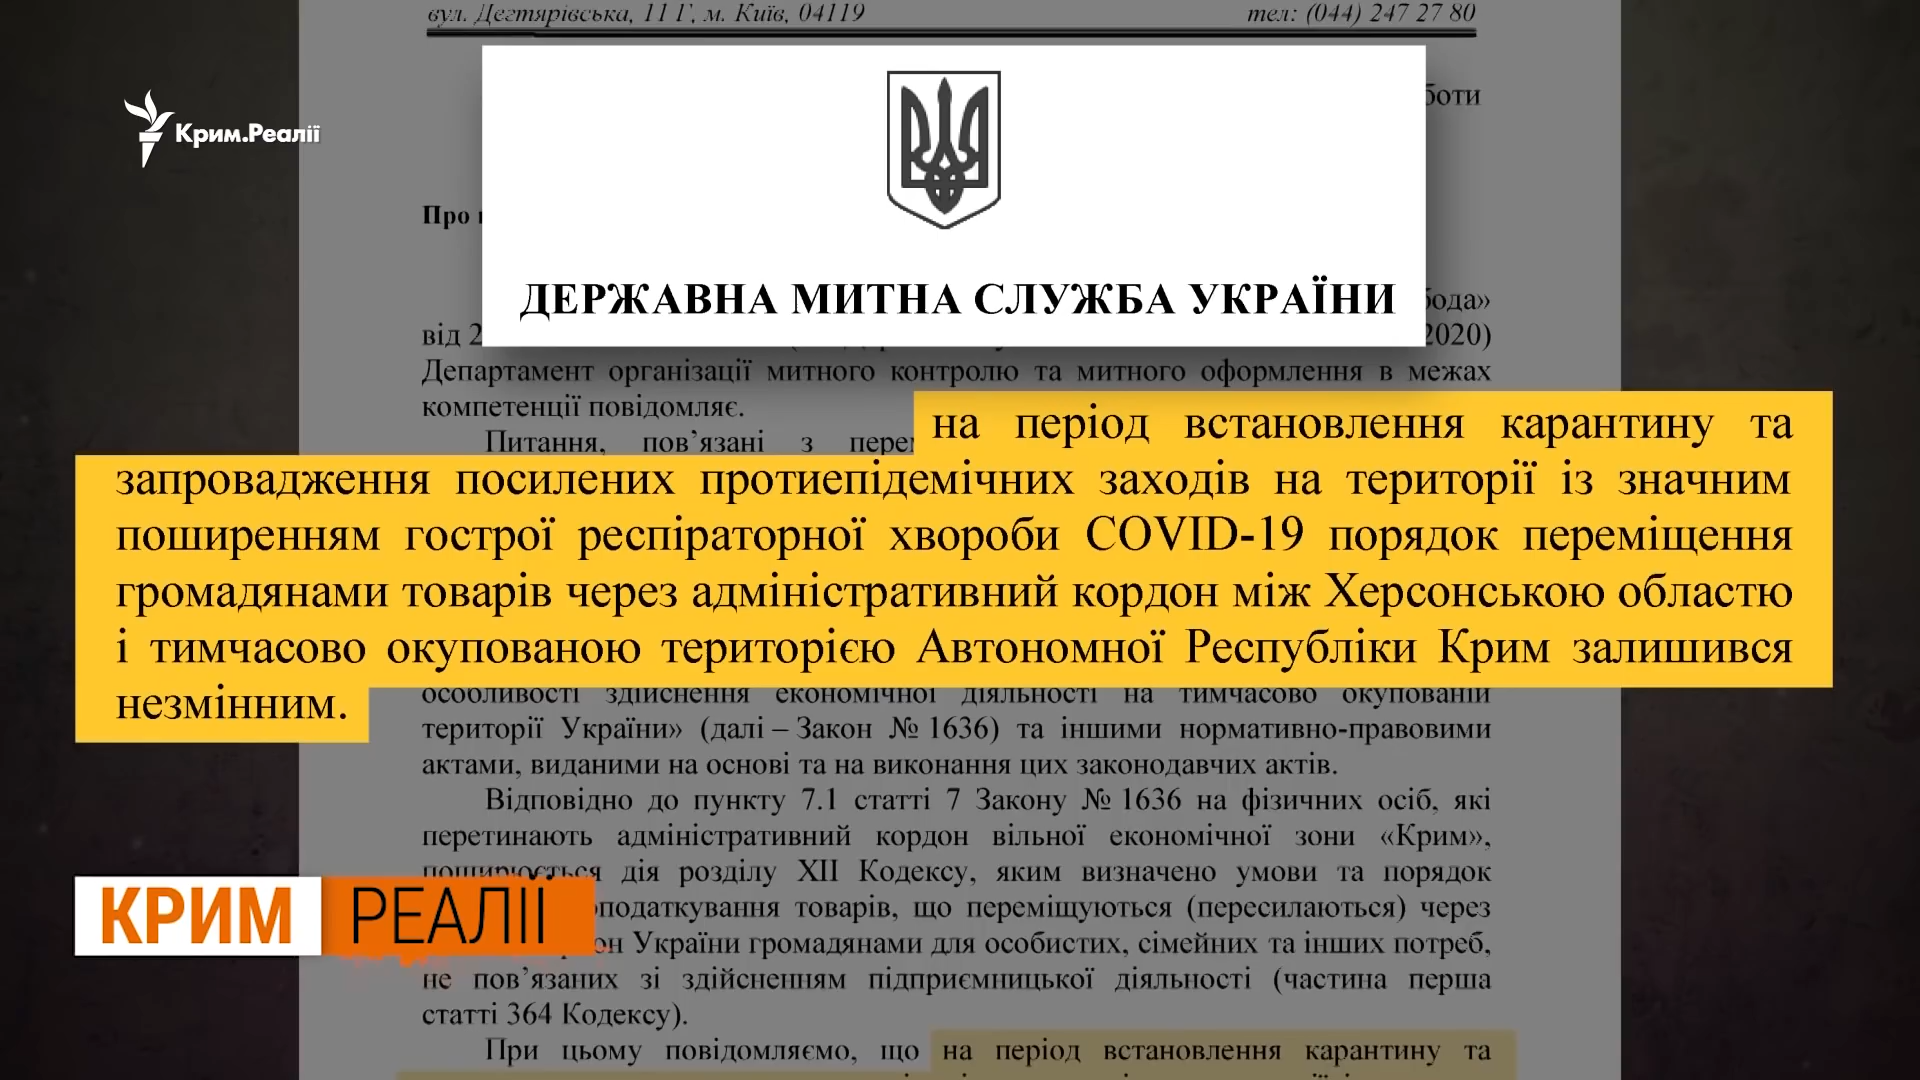 вул. Дегтярівська, 11 Г, м. Київ, 04119 тел: (044) 247 27 80
Крим.Реалії
Про
ДЕРЖАВНА МИТНА СЛУЖБА УКРАЇНИ
від 2 2020)
Департамент організації митного контролю та митного оформлення в межах
компетенції повідомляє.
Питання, пов’язані з
на період встановлення карантину та
запровадження посилених протиепідемічних заходів на території із значним
поширенням гострої респіраторної хвороби COVID-19 порядок переміщення
громадянами товарів через адміністративний кордон між Херсонською областю
і тимчасово окупованою територією Автономної Республіки Крим залишився
незмінним.
особливості здійснення економічної діяльності на тимчасово окупованій
території України» (далі – Закон № 1636) та іншими нормативно-правовими
актами, виданими на основі та на виконання цих законодавчих актів.
Відповідно до пункту 7.1 статті 7 Закону № 1636 на фізичних осіб, які
перетинають адміністративний кордон вільної економічної зони «Крим»,
поширюється дія розділу XII Кодексу, яким визначено умови та порядок
оподаткування товарів, що переміщуються (пересилаються) через
України громадянами для особистих, сімейних та інших потреб,
не пов’язаних зі здійсненням підприємницької діяльності (частина перша
статті 364 Кодексу).
При цьому повідомляємо, що на період встановлення карантину та
КРИМ РЕАЛІЇ